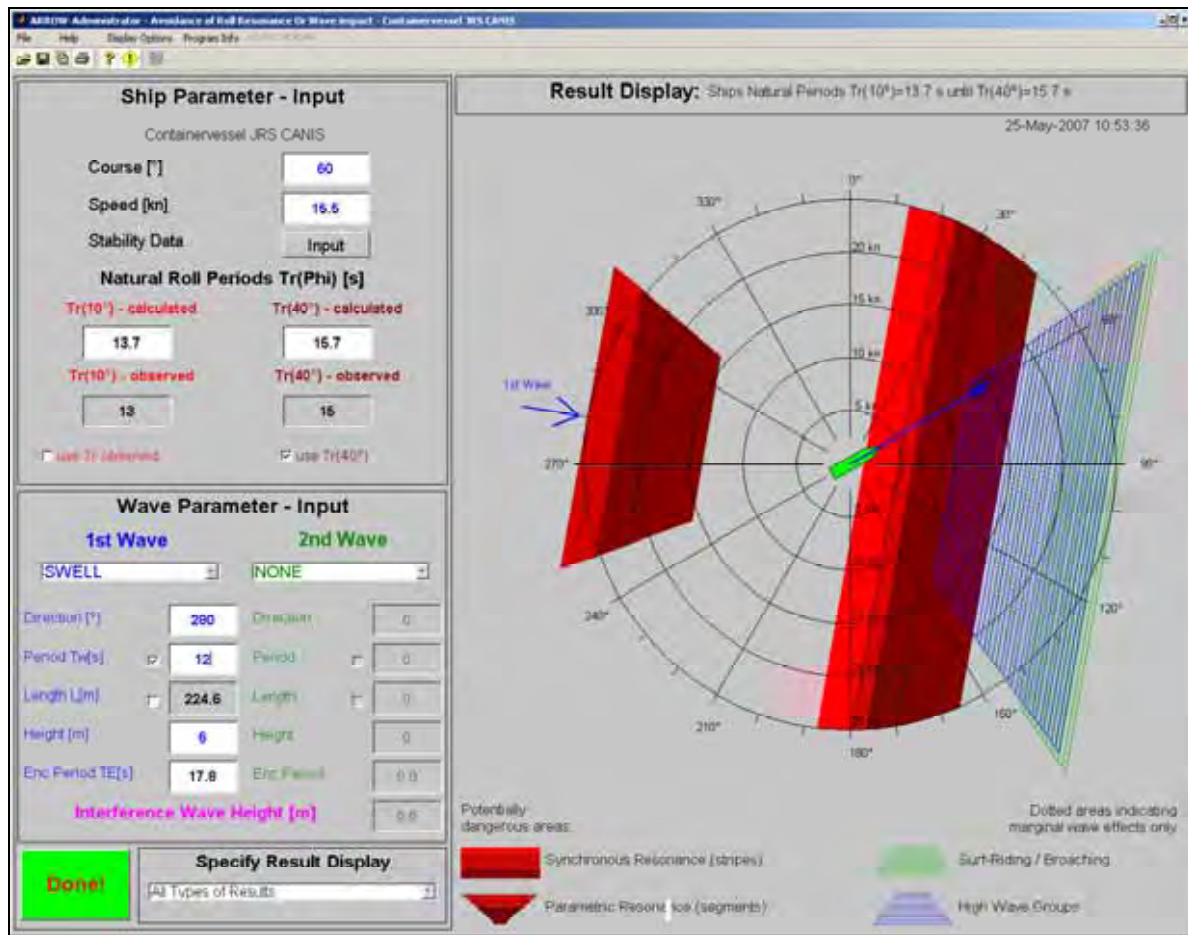 ARROW-Administrator - Avoidance of Roll Resonance Or Wave impact - Containervessel JRS CANIS
File Help Display Options Program Info
Ship Parameter - Input
Containervessel JRS CANIS
Course [°] 60
Speed [kn] 15.5
Stability Data Input
Natural Roll Periods Tr(Phi) [s]
Tr(10°) - calculated Tr(40°) - calculated
13.7 15.7
Tr(10°) - observed Tr(40°) - observed
13 15
use Tr observed use Tr(40°)
Wave Parameter - Input
1st Wave 2nd Wave
SWELL NONE
Direction [°] 280 Direction 0
Period Tw[s] 12 Period 0
Length L[m] 224.6 Length 0
Height [m] 6 Height 0
Enc Period TE[s] 17.8 Enc Period 0.0
Interference Wave Height [m] 0.0
Done!
Specify Result Display
All Types of Results
Result Display: Ships Natural Periods Tr(10°)=13.7 s until Tr(40°)=15.7 s
25-May-2007 10:53:36
0°
330° 30°
20 kn
15 kn
300° 60°
10 kn
1st Wave
5 kn
270° 90°
240° 120°
210° 150°
180°
Potentially
dangerous areas:
Dotted areas indicating
marginal wave effects only
Synchronous Resonance (stripes)
Surf-Riding / Broaching
Parametric Resonance (segments)
High Wave Groups